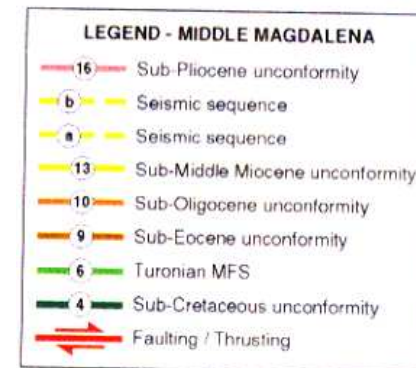 LEGEND - MIDDLE MAGDALENA
16 Sub-Pliocene unconformity
b Seismic sequence
a Seismic sequence
13 Sub-Middle Miocene unconformity
10 Sub-Oligocene unconformity
9 Sub-Eocene unconformity
6 Turonian MFS
4 Sub-Cretaceous unconformity
Faulting / Thrusting